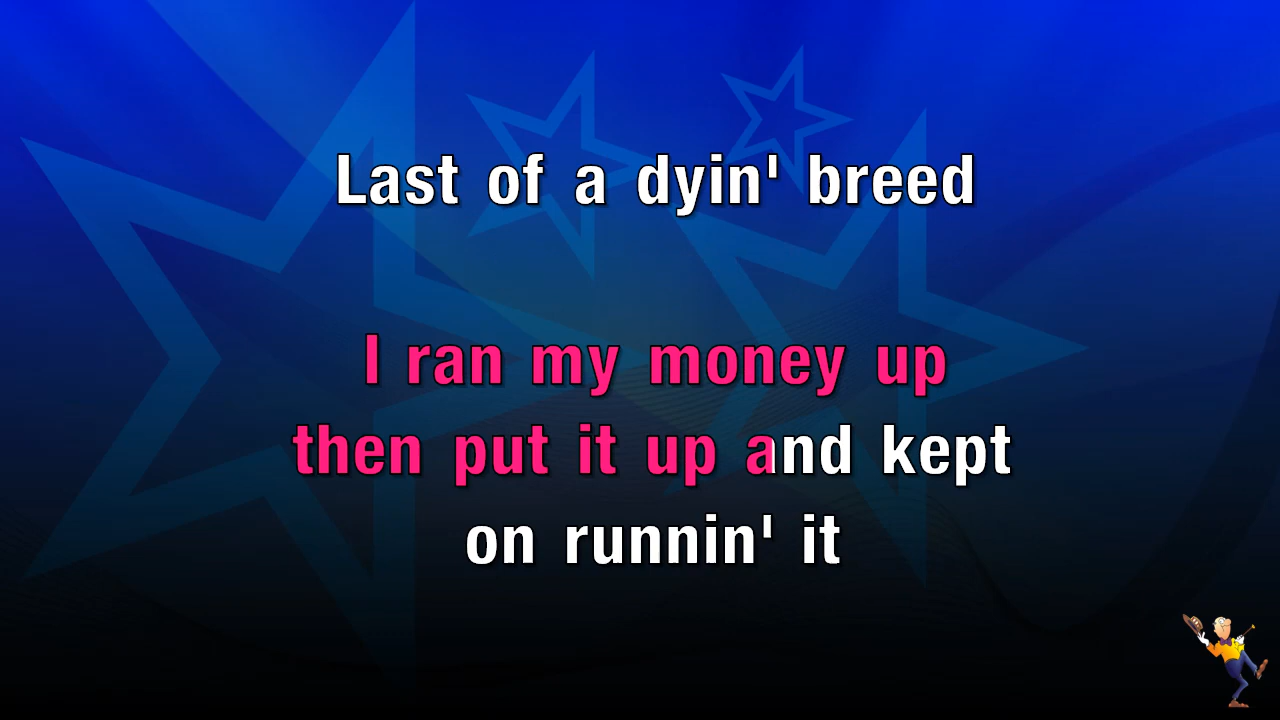 Last of a dyin' breed
I ran my money up
then put it up and kept
on runnin' it